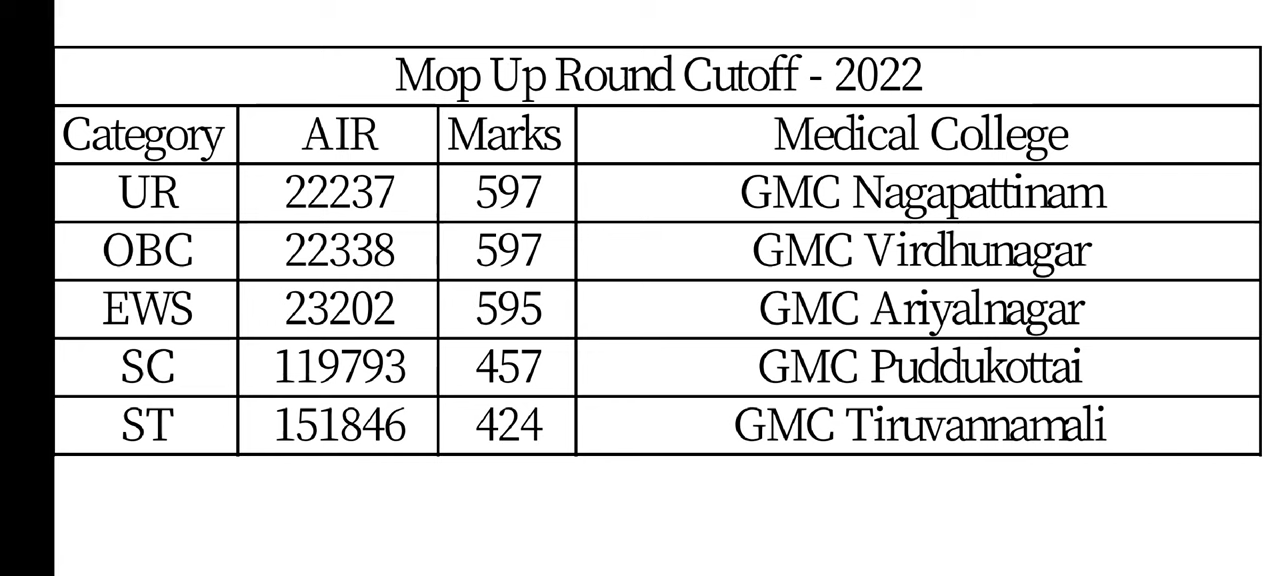 Mop Up Round Cutoff - 2022
Category AIR Marks Medical College
UR 22237 597 GMC Nagapattinam
OBC 22338 597 GMC Virdhunagar
EWS 23202 595 GMC Ariyalnagar
SC 119793 457 GMC Puddukottai
ST 151846 424 GMC Tiruvannamali